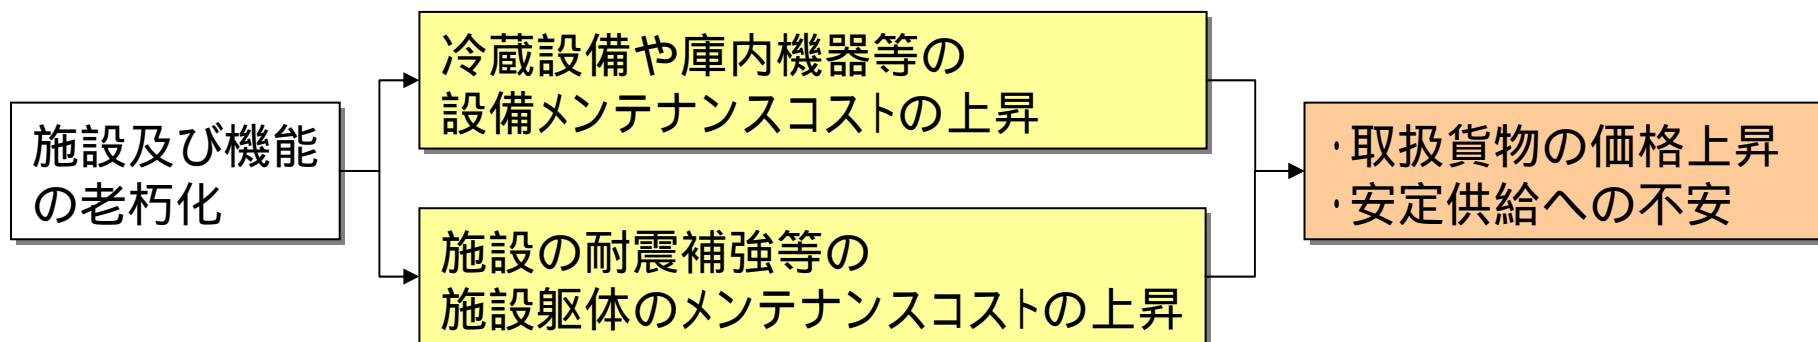 施設及び機能
の老朽化
冷蔵設備や庫内機器等の
設備メンテナンスコストの上昇
施設の耐震補強等の
施設躯体のメンテナンスコストの上昇
・取扱貨物の価格上昇
・安定供給への不安